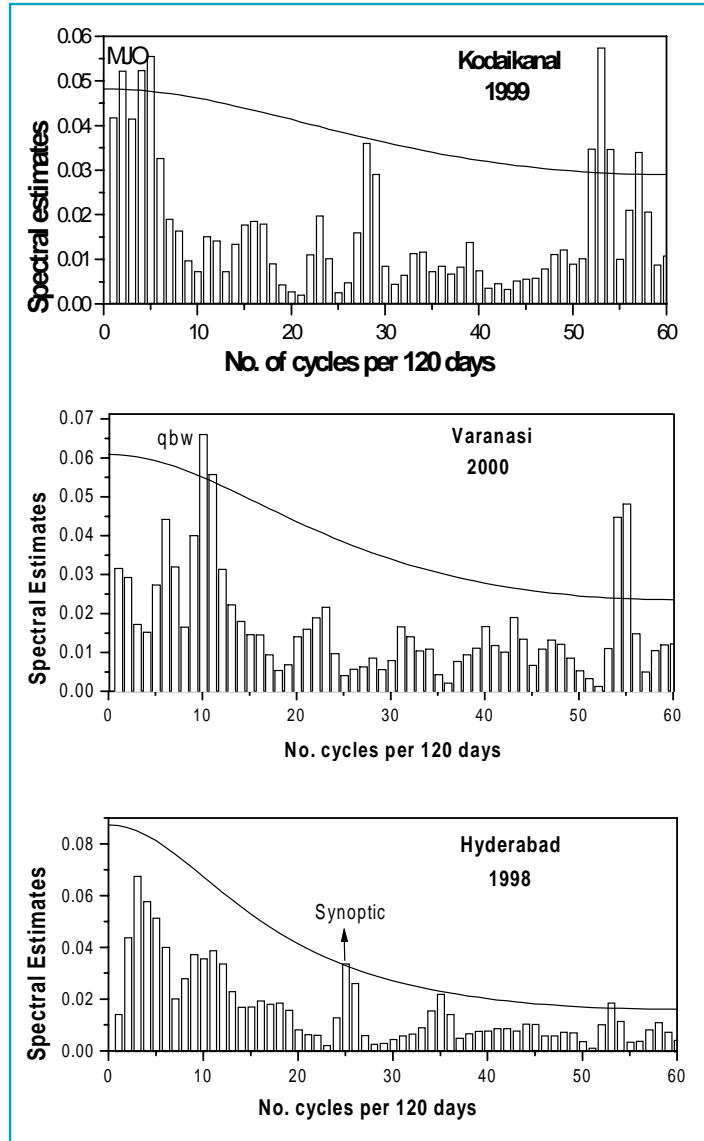 0.06
MJO
Kodaikanal
0.05
1999
0.04
0.03
0.02
0.01
0.00
Spectral estimates
0 10 20 30 40 50 60
No. of cycles per 120 days
0.07
qbw
Varanasi
0.06
2000
0.05
0.04
0.03
0.02
0.01
0.00
Spectral Estimates
0 10 20 30 40 50 60
No. cycles per 120 days
0.08
Hyderabad
1998
0.06
Synoptic
0.04
0.02
0.00
Spectral Estimates
0 10 20 30 40 50 60
No. cycles per 120 days